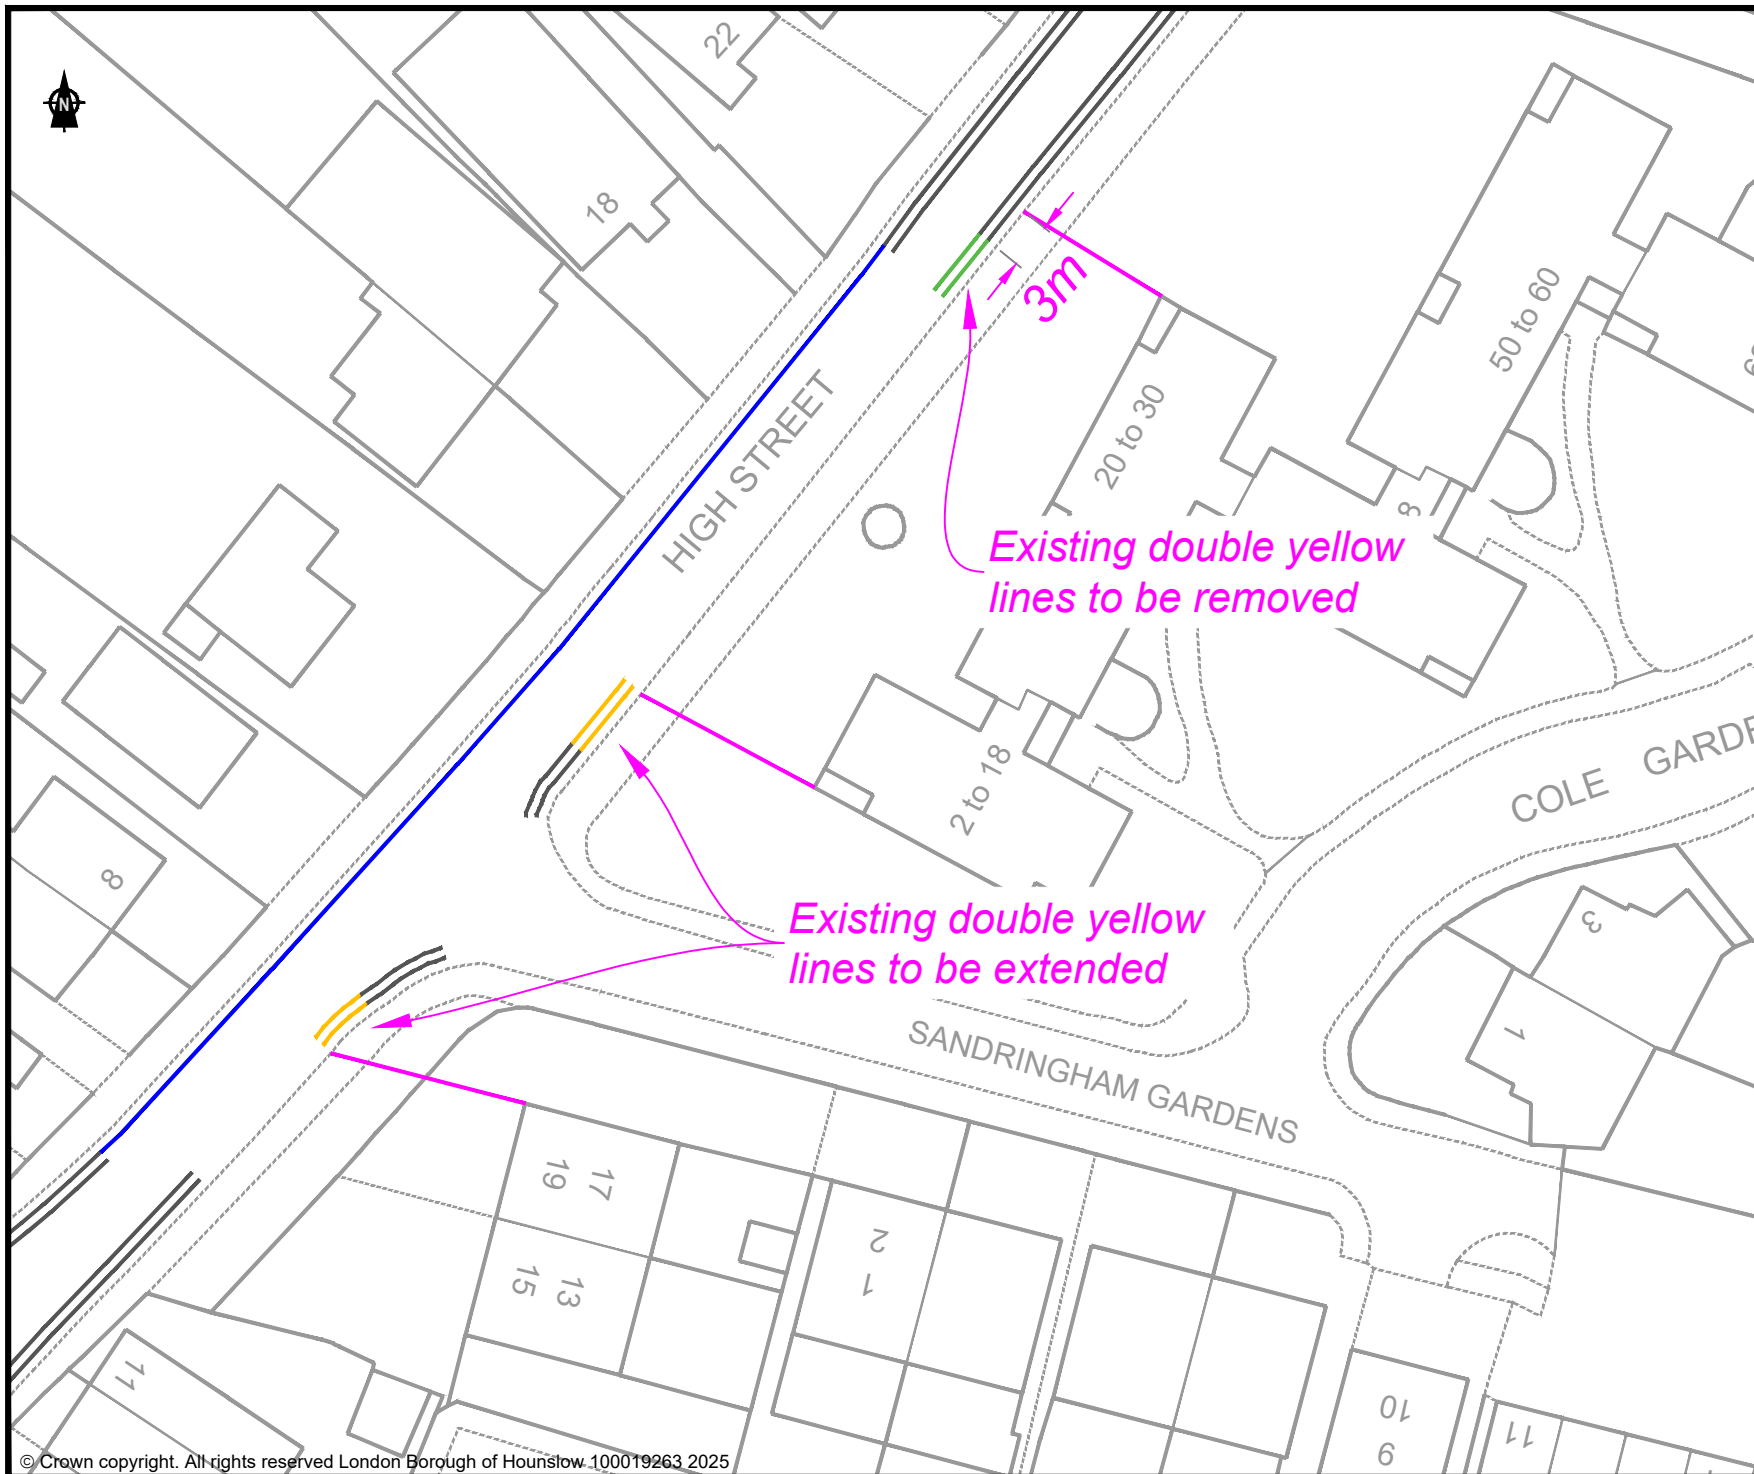 22
N
18
3m
50 to 60
HIGH STREET
20 to 30
8
Existing double yellow
lines to be removed
2 to 18
COLE
8
3
Existing double yellow
lines to be extended
1
SANDRINGHAM GARDENS
17
19
2
1
13
15
11
10
9
11
© Crown copyright. All rights reserved London Borough of Hounslow 100019263 2025